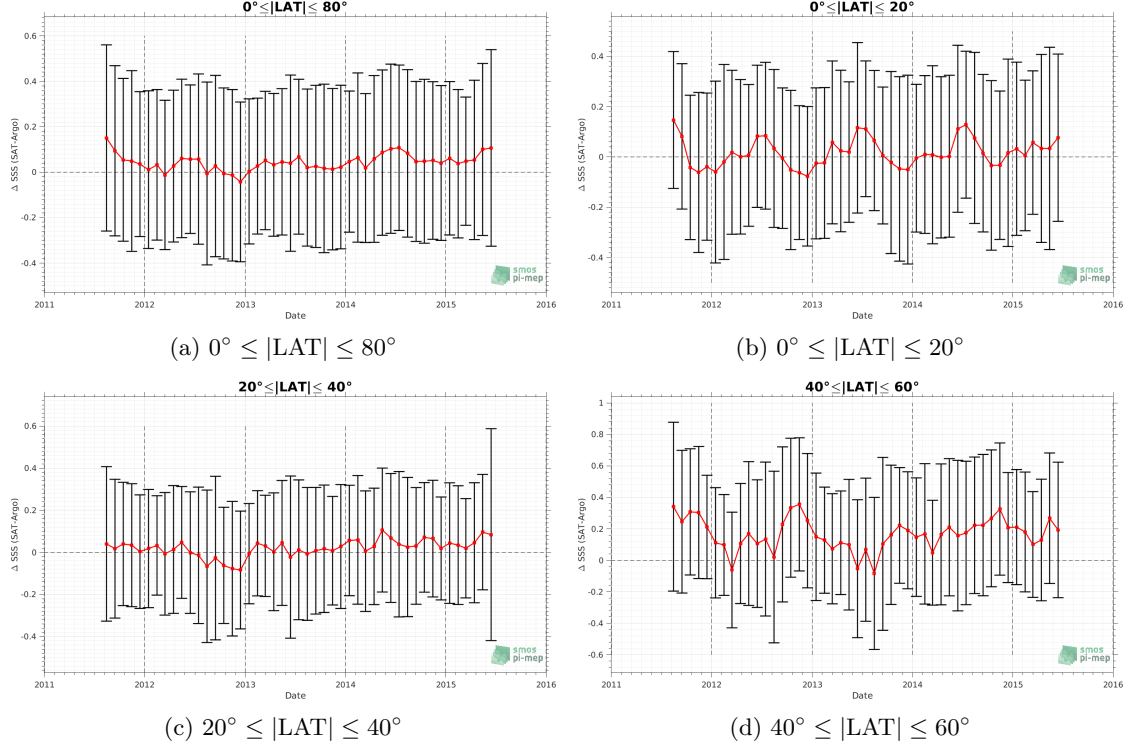 0°≤|LAT|≤ 80°
0.6
0.4
0.2
0
-0.2
-0.4
Δ SSS (SAT-Argo)
2011
2012
2013
2014
2015
2016
Date
smos
pi-mep
(a) 0° ≤ |LAT| ≤ 80°
0°≤|LAT|≤ 20°
0.4
0.2
0
-0.2
-0.4
Δ SSS (SAT-Argo)
2011
2012
2013
2014
2015
2016
Date
smos
pi-mep
(b) 0° ≤ |LAT| ≤ 20°
20°≤|LAT|≤ 40°
0.6
0.4
0.2
0
-0.2
-0.4
Δ SSS (SAT-Argo)
2011
2012
2013
2014
2015
2016
Date
smos
pi-mep
(c) 20° ≤ |LAT| ≤ 40°
40°≤|LAT|≤ 60°
1
0.8
0.6
0.4
0.2
0
-0.2
-0.4
-0.6
Δ SSS (SAT-Argo)
2011
2012
2013
2014
2015
2016
Date
smos
pi-mep
(d) 40° ≤ |LAT| ≤ 60°